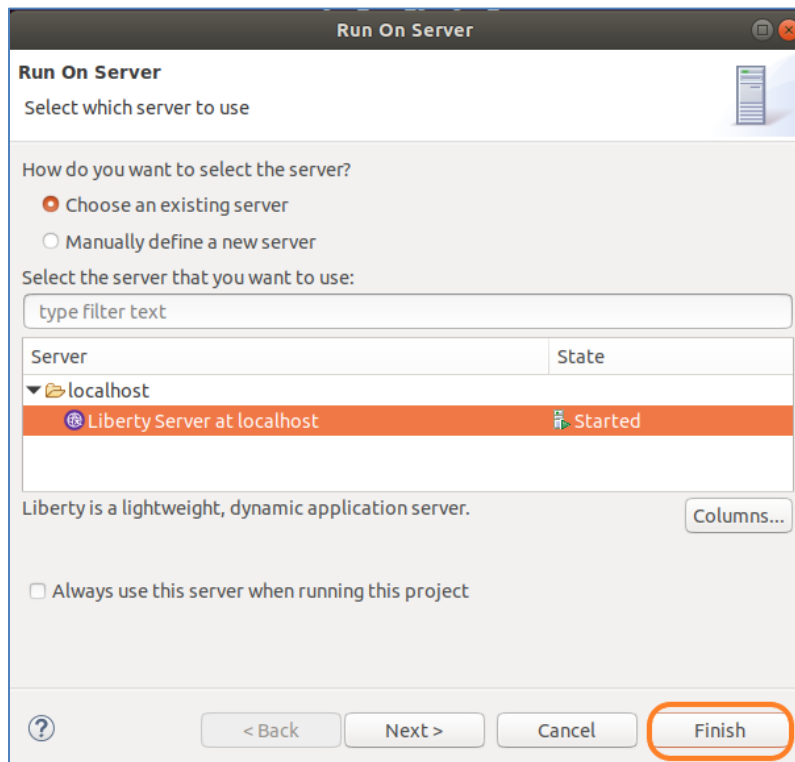 Run On Server
Run On Server
Select which server to use
How do you want to select the server?
Choose an existing server
Manually define a new server
Select the server that you want to use:
type filter text
Server State
localhost
Liberty Server at localhost Started
Liberty is a lightweight, dynamic application server.
Columns...
Always use this server when running this project
? < Back Next > Cancel Finish